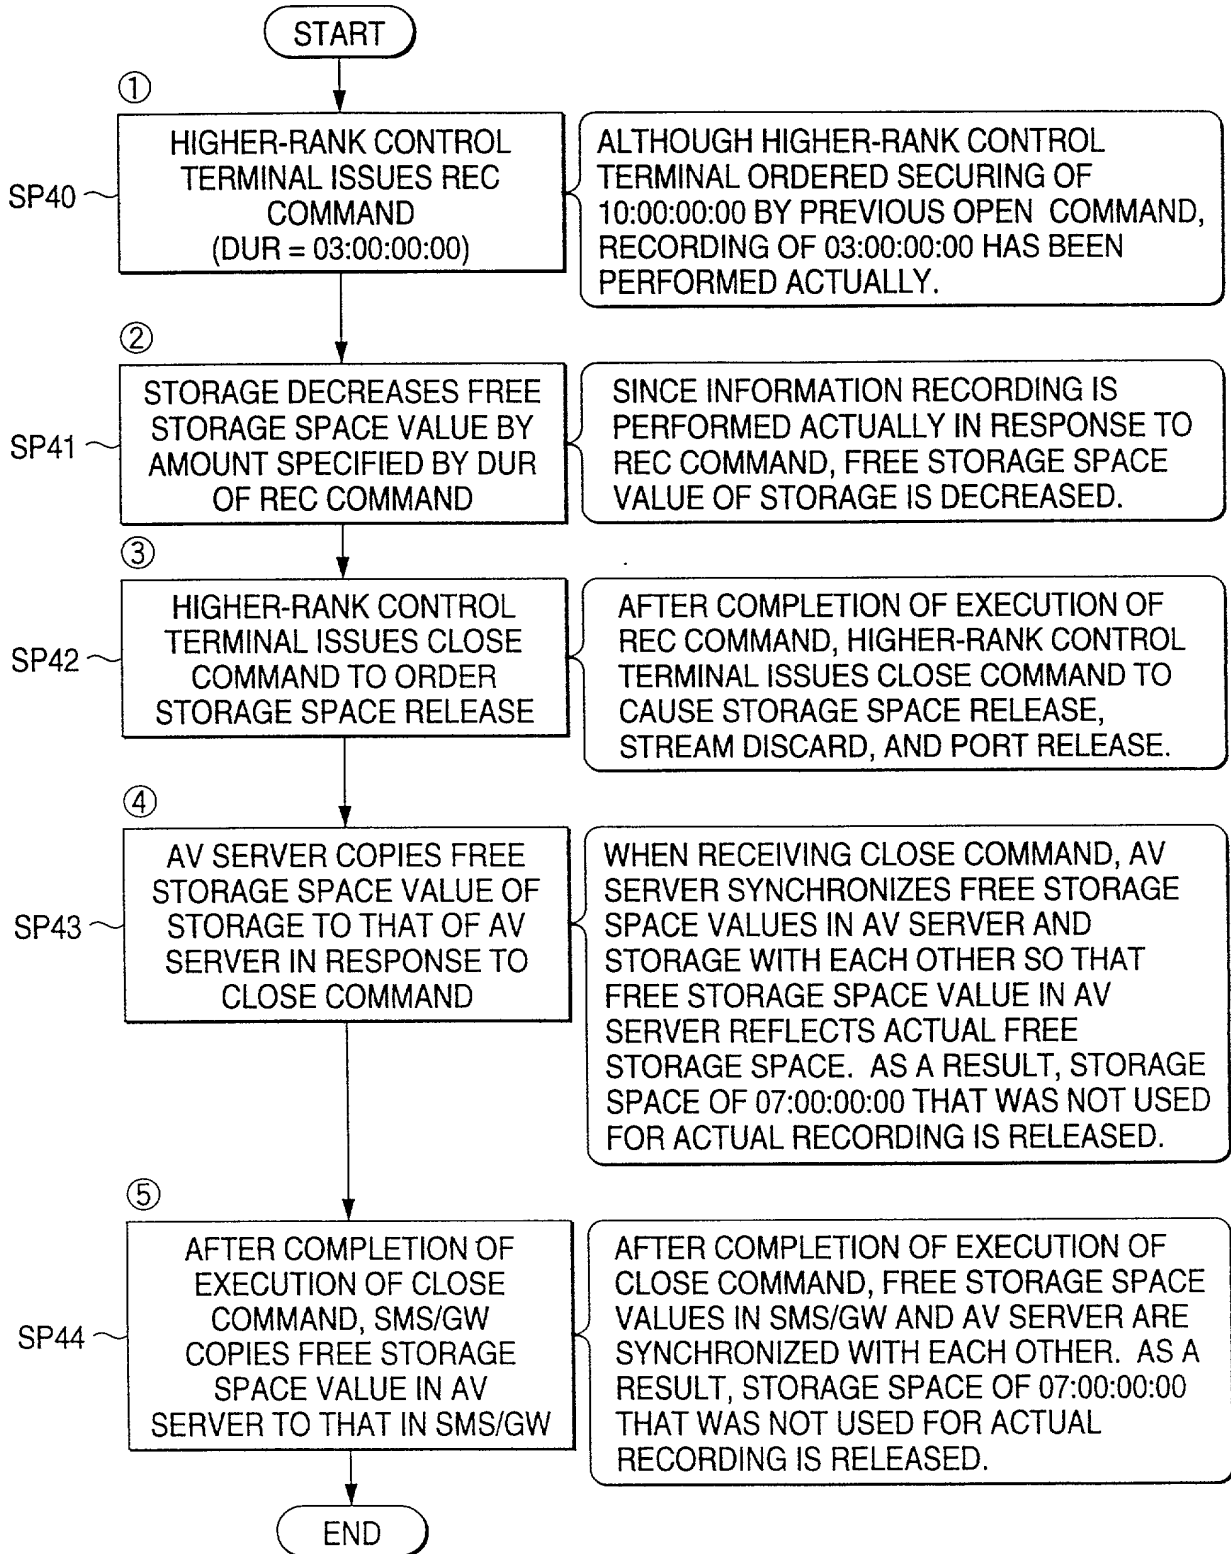 START
①
HIGHER-RANK CONTROL
TERMINAL ISSUES REC
COMMAND
(DUR = 03:00:00:00)
SP40
ALTHOUGH HIGHER-RANK CONTROL
TERMINAL ORDERED SECURING OF
10:00:00:00 BY PREVIOUS OPEN COMMAND,
RECORDING OF 03:00:00:00 HAS BEEN
PERFORMED ACTUALLY.
②
STORAGE DECREASES FREE
STORAGE SPACE VALUE BY
AMOUNT SPECIFIED BY DUR
OF REC COMMAND
SP41
SINCE INFORMATION RECORDING IS
PERFORMED ACTUALLY IN RESPONSE TO
REC COMMAND, FREE STORAGE SPACE
VALUE OF STORAGE IS DECREASED.
③
HIGHER-RANK CONTROL
TERMINAL ISSUES CLOSE
COMMAND TO ORDER
STORAGE SPACE RELEASE
SP42
AFTER COMPLETION OF EXECUTION OF
REC COMMAND, HIGHER-RANK CONTROL
TERMINAL ISSUES CLOSE COMMAND TO
CAUSE STORAGE SPACE RELEASE,
STREAM DISCARD, AND PORT RELEASE.
④
AV SERVER COPIES FREE
STORAGE SPACE VALUE OF
STORAGE TO THAT OF AV
SERVER IN RESPONSE TO
CLOSE COMMAND
SP43
WHEN RECEIVING CLOSE COMMAND, AV
SERVER SYNCHRONIZES FREE STORAGE
SPACE VALUES IN AV SERVER AND
STORAGE WITH EACH OTHER SO THAT
FREE STORAGE SPACE VALUE IN AV
SERVER REFLECTS ACTUAL FREE
STORAGE SPACE. AS A RESULT, STORAGE
SPACE OF 07:00:00:00 THAT WAS NOT USED
FOR ACTUAL RECORDING IS RELEASED.
⑤
AFTER COMPLETION OF
EXECUTION OF CLOSE
COMMAND, SMS/GW
COPIES FREE STORAGE
SPACE VALUE IN AV
SERVER TO THAT IN SMS/GW
SP44
AFTER COMPLETION OF EXECUTION OF
CLOSE COMMAND, FREE STORAGE SPACE
VALUES IN SMS/GW AND AV SERVER ARE
SYNCHRONIZED WITH EACH OTHER. AS A
RESULT, STORAGE SPACE OF 07:00:00:00
THAT WAS NOT USED FOR ACTUAL
RECORDING IS RELEASED.
END